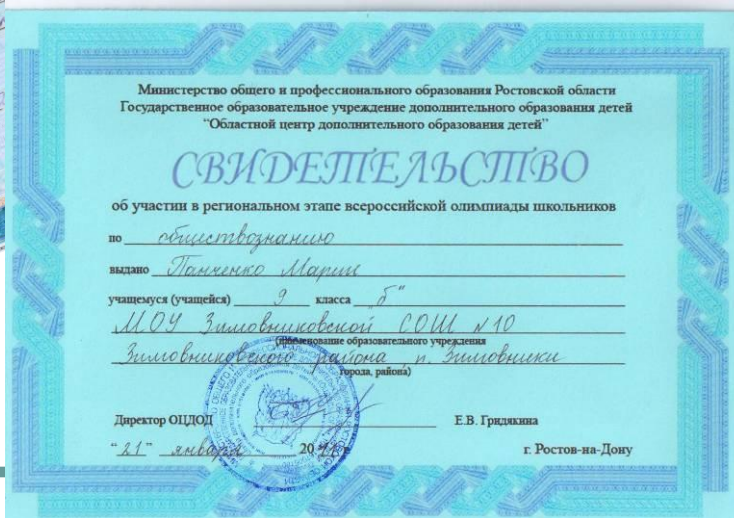 Министерство общего и профессионального образования Ростовской области
Государственное образовательное учреждение дополнительного образования детей
"Областной центр дополнительного образования детей"
СВИДЕТЕЛЬСТВО
об участии в региональном этапе всероссийской олимпиады школьников
по обществознанию
выдано Панченко Марии
учащемуся (учащейся) 9 класса "б"
МОУ Зимовниковской СОШ №10
(наименование образовательного учреждения
Зимовниковского района, п. Зимовники
города, района)
Директор ОЦДОД Е.В. Гридякина
"21" января 2011 г. г. Ростов-на-Дону